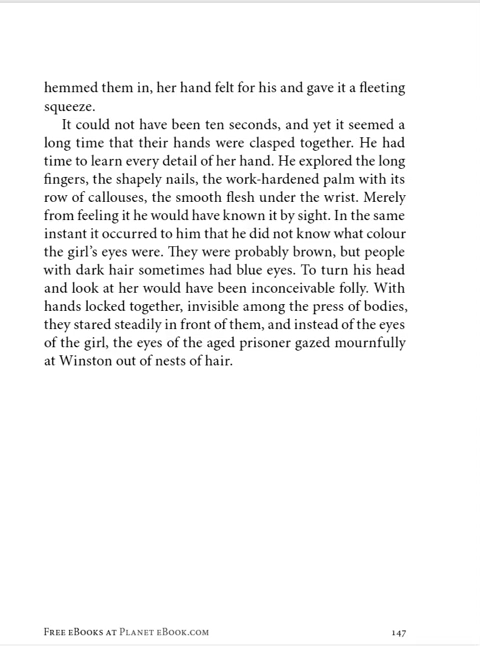 hemmed them in, her hand felt for his and gave it a fleeting
squeeze.
It could not have been ten seconds, and yet it seemed a
long time that their hands were clasped together. He had
time to learn every detail of her hand. He explored the long
fingers, the shapely nails, the work-hardened palm with its
row of callouses, the smooth flesh under the wrist. Merely
from feeling it he would have known it by sight. In the same
instant it occurred to him that he did not know what colour
the girl’s eyes were. They were probably brown, but people
with dark hair sometimes had blue eyes. To turn his head
and look at her would have been inconceivable folly. With
hands locked together, invisible among the press of bodies,
they stared steadily in front of them, and instead of the eyes
of the girl, the eyes of the aged prisoner gazed mournfully
at Winston out of nests of hair.
Free eBooks at Planet eBook.com 147